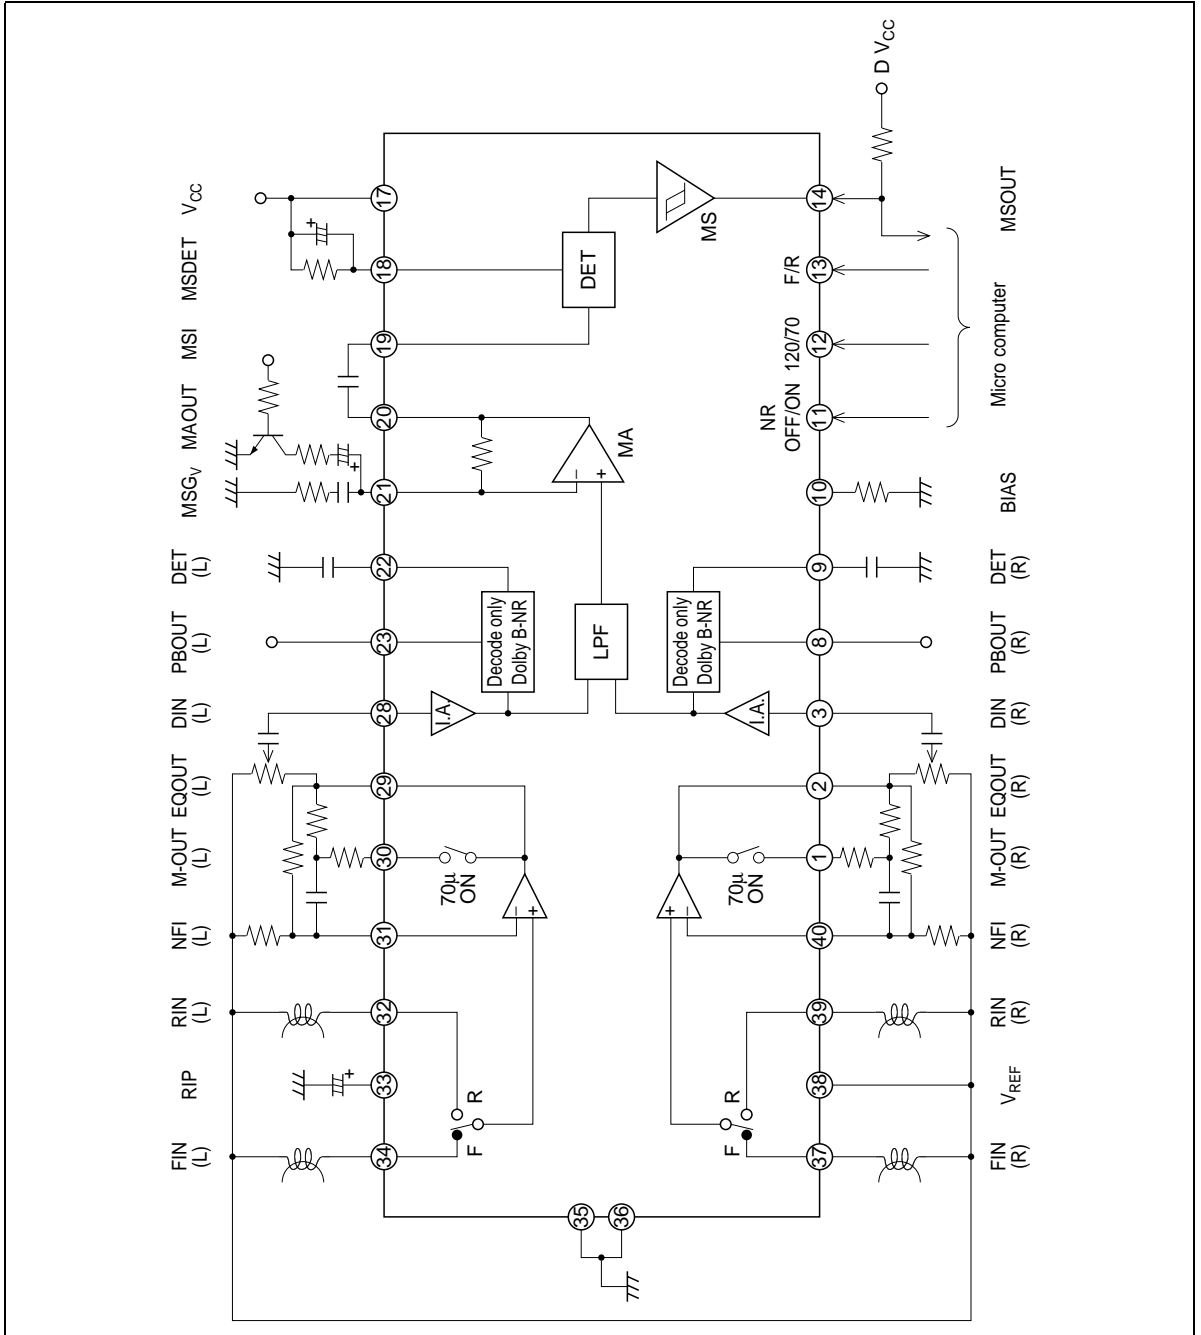 D VCC
VCC
MSDET
MSI
MAOUT
MSGV
DET
(L)
PBOUT
(L)
DIN
(L)
EQOUT
(L)
M-OUT
(L)
NFI
(L)
RIN
(L)
RIP
FIN
(L)
+
+
+
17
18
19
20
21
22
23
28
29
30
31
32
33
34
DET
MS
MA
−
+
LPF
Decode only
Dolby B-NR
Decode only
Dolby B-NR
I.A.
I.A.
70μ
ON
70μ
ON
−
+
+
−
R
F
R
F
35
36
14
13
12
11
10
9
8
3
2
1
40
39
38
37
F/R
120/70
NR
OFF/ON
MSOUT
Micro computer
BIAS
DET
(R)
PBOUT
(R)
DIN
(R)
EQOUT
(R)
M-OUT
(R)
NFI
(R)
RIN
(R)
VREF
FIN
(R)